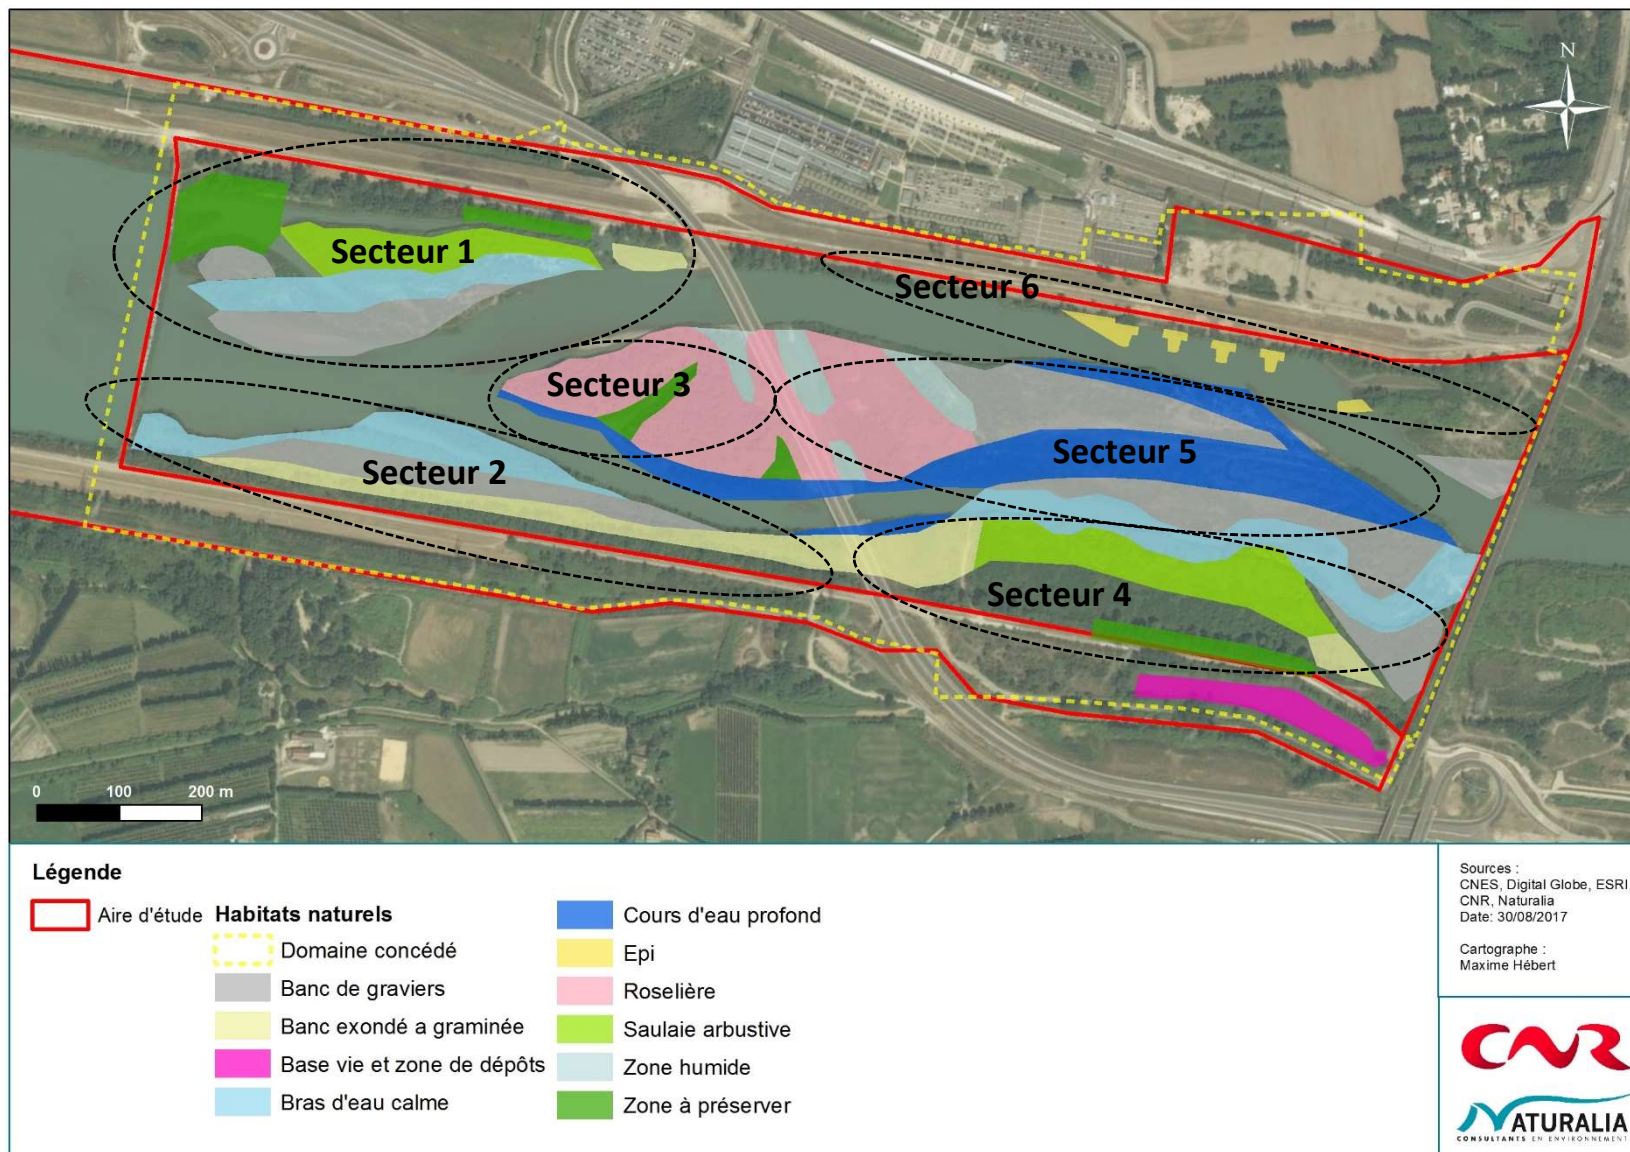 N
Secteur 1
Secteur 6
Secteur 3
Secteur 5
Secteur 2
Secteur 4
0 100 200 m
Légende
Aire d'étude
Habitats naturels
Domaine concédé
Banc de graviers
Banc exondé a graminée
Base vie et zone de dépôts
Bras d'eau calme
Cours d'eau profond
Epi
Roselière
Saulaie arbustive
Zone humide
Zone à préserver
Sources :
CNES, Digital Globe, ESRI
CNR, Naturalia
Date: 30/08/2017
Cartographe :
Maxime Hébert
CNR
NATURALIA
CONSULTANTS EN ENVIRONNEMENT